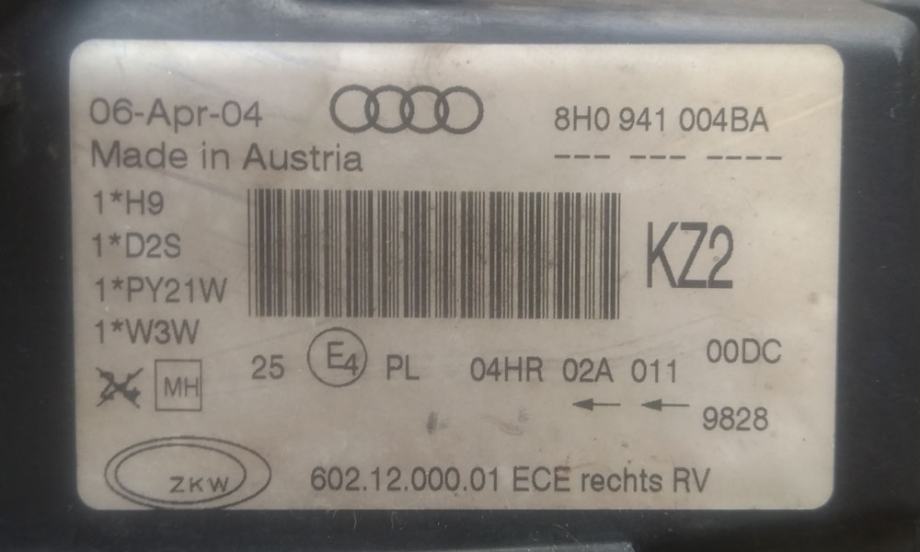 06-Apr-04
8H0 941 004BA
Made in Austria
--- --- ----
1*H9
1*D2S
1*PY21W
1*W3W
KZ2
MH
25 E4 PL 04HR 02A 011 00DC
9828
ZKW
602.12.000.01 ECE rechts RV